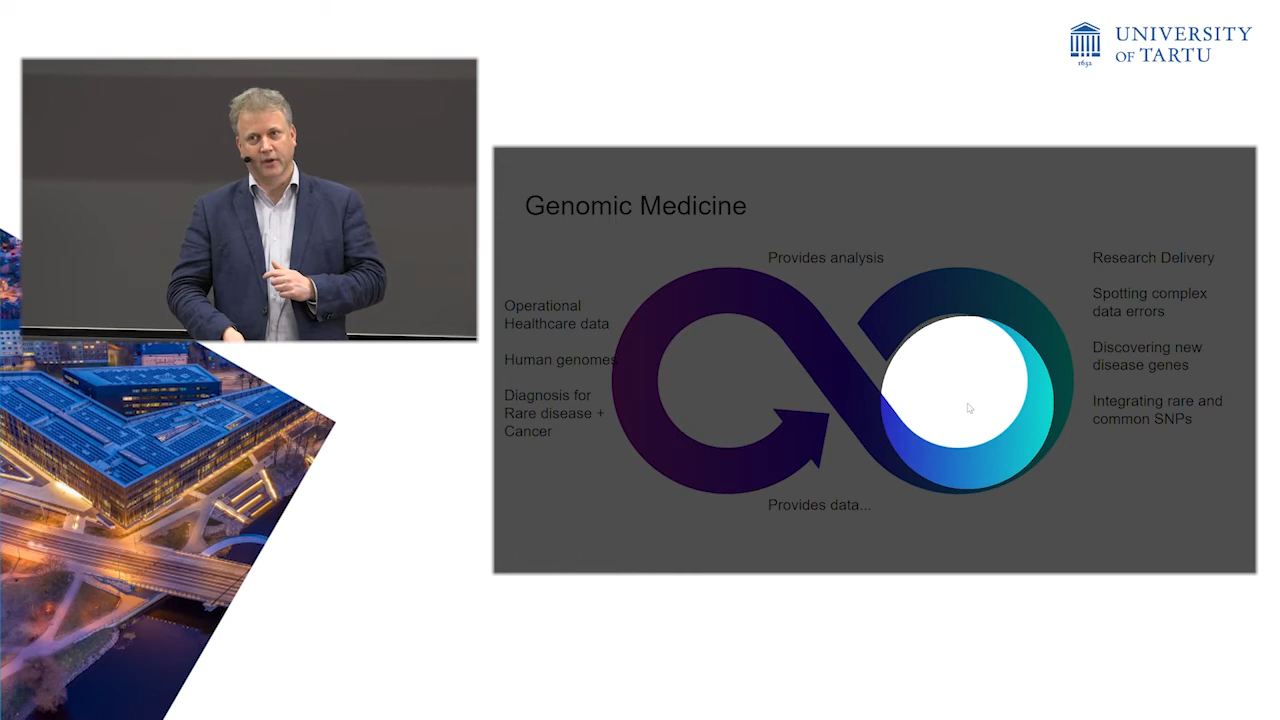 UNIVERSITY
OF TARTU
1632
Genomic Medicine
Provides analysis
Operational
Healthcare data
Human genomes
Diagnosis for
Rare disease +
Cancer
Research Delivery
Spotting complex
data errors
Discovering new
disease genes
Integrating rare and
common SNPs
Provides data...